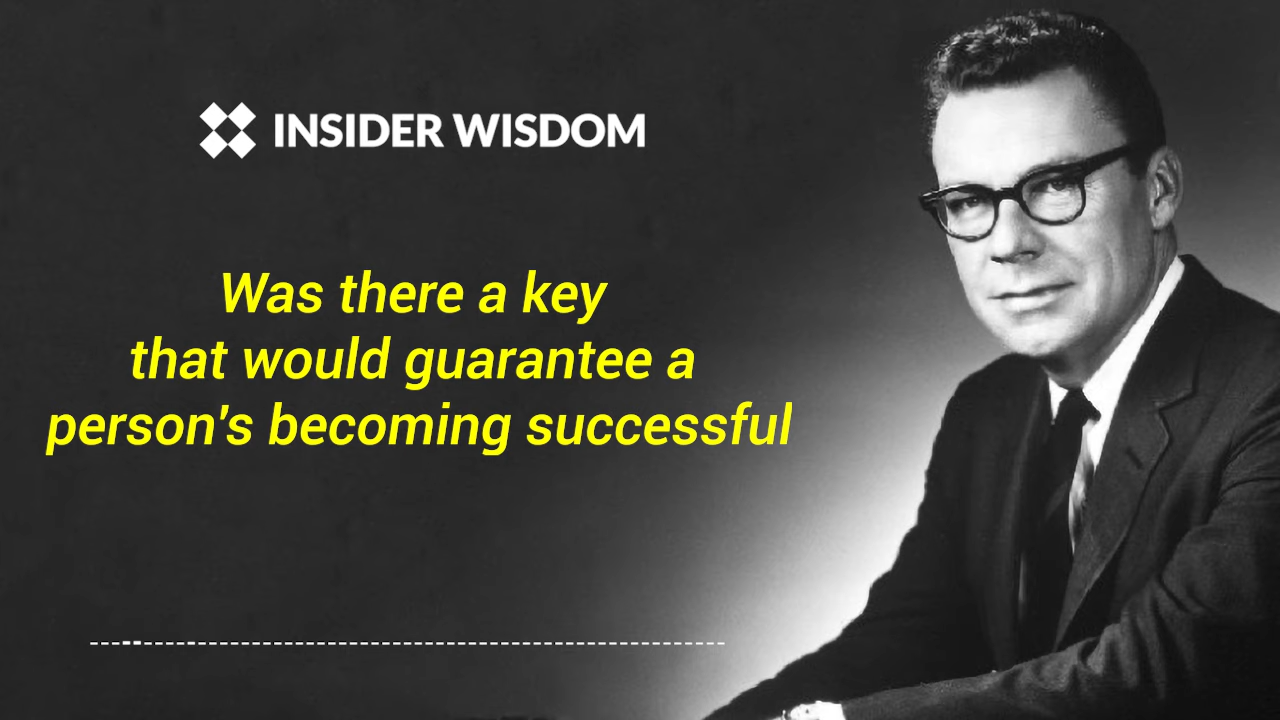 INSIDER WISDOM
Was there a key
that would guarantee a
person's becoming successful